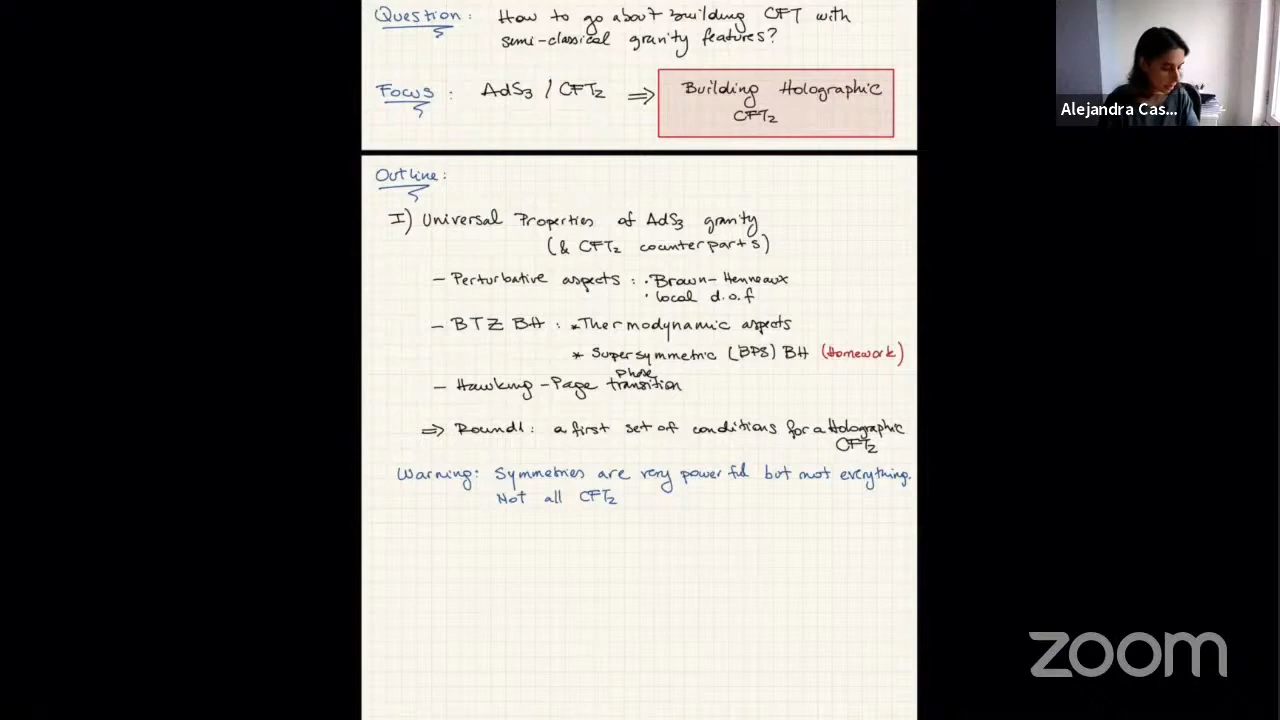 Question: How to go about building CFT with
semi-classical gravity features?
Focus: AdS3 / CFT2 ⇒ Building Holographic
CFT2
Alejandra Cas...
Outline:
I) Universal Properties of AdS3 gravity
(& CFT2 counterparts)
- Perturbative aspects: · Brown-Henneaux
· local d.o.f
- BTZ BH: * Thermodynamic aspects
* Supersymmetric (BPS) BH (Homework)
- Hawking-Page phase transition
⇒ Round1: a first set of conditions for a Holographic
CFT2
Warning: Symmetries are very powerful but not everything.
Not all CFT2
zoom